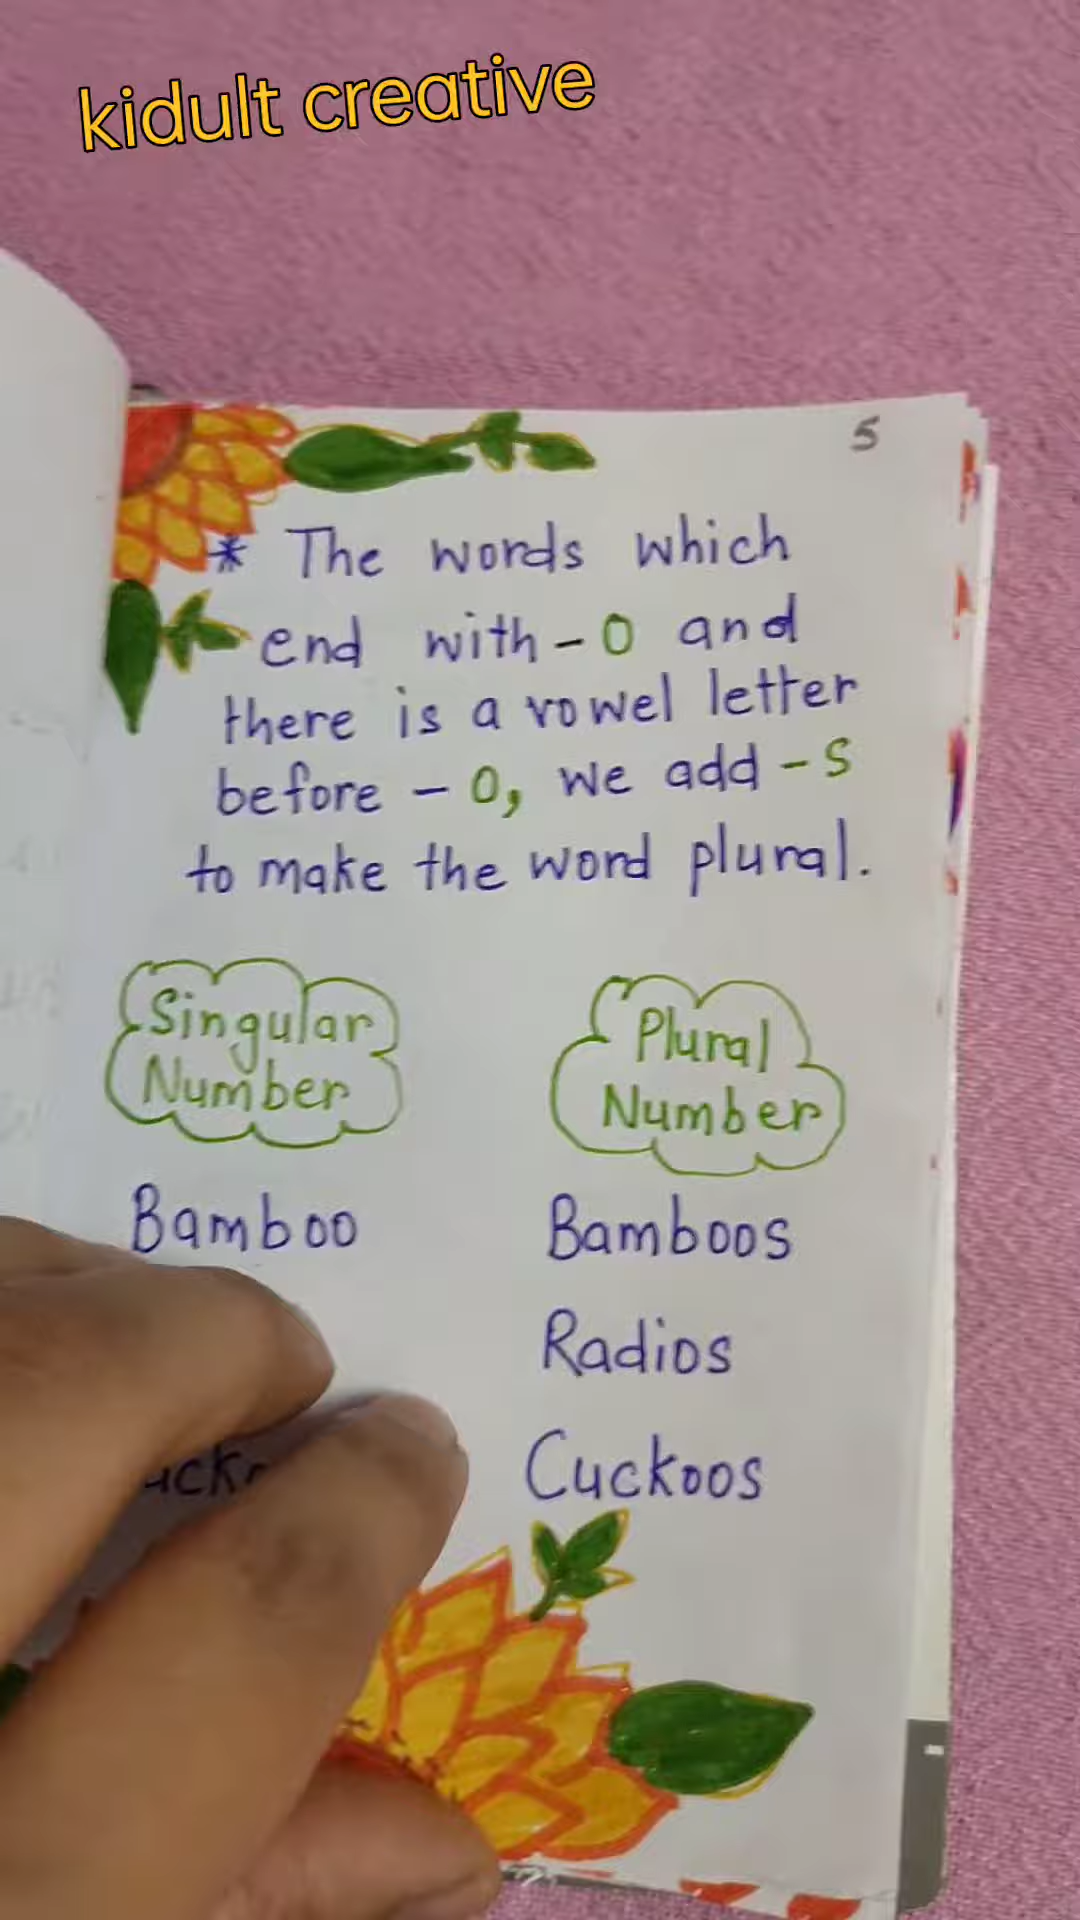 kidult creative
5
* The words which
end with - O and
there is a vowel letter
before - O, we add - S
to make the word plural.
Singular
Number
Plural
Number
Bamboo Bamboos
Radios
Cuckoos